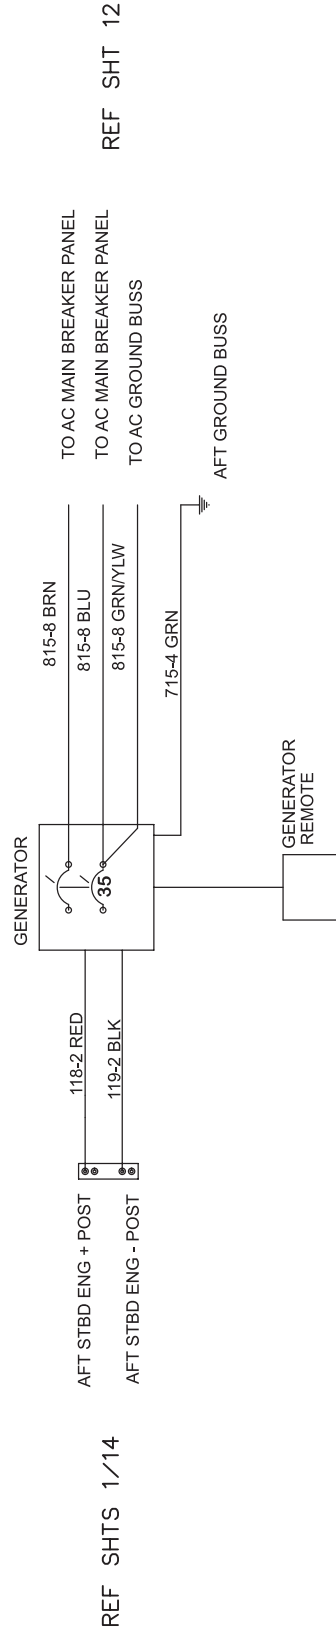 REF SHTS 1/14
AFT STBD ENG + POST
AFT STBD ENG - POST
118-2 RED
119-2 BLK
GENERATOR
35
GENERATOR
REMOTE
815-8 BRN
815-8 BLU
815-8 GRN/YLW
715-4 GRN
TO AC MAIN BREAKER PANEL
TO AC MAIN BREAKER PANEL
TO AC GROUND BUSS
AFT GROUND BUSS
REF SHT 12